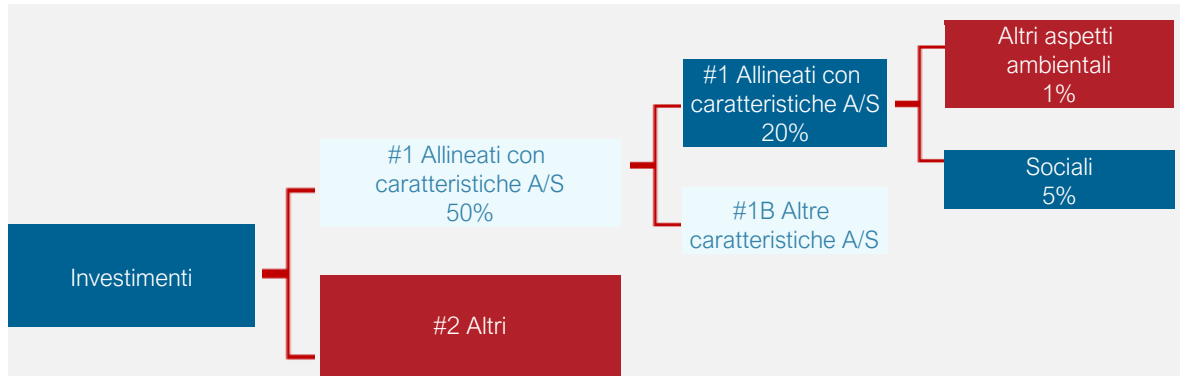 Investimenti
#1 Allineati con
caratteristiche A/S
50%
#2 Altri
#1 Allineati con
caratteristiche A/S
20%
#1B Altre
caratteristiche A/S
Altri aspetti
ambientali
1%
Sociali
5%